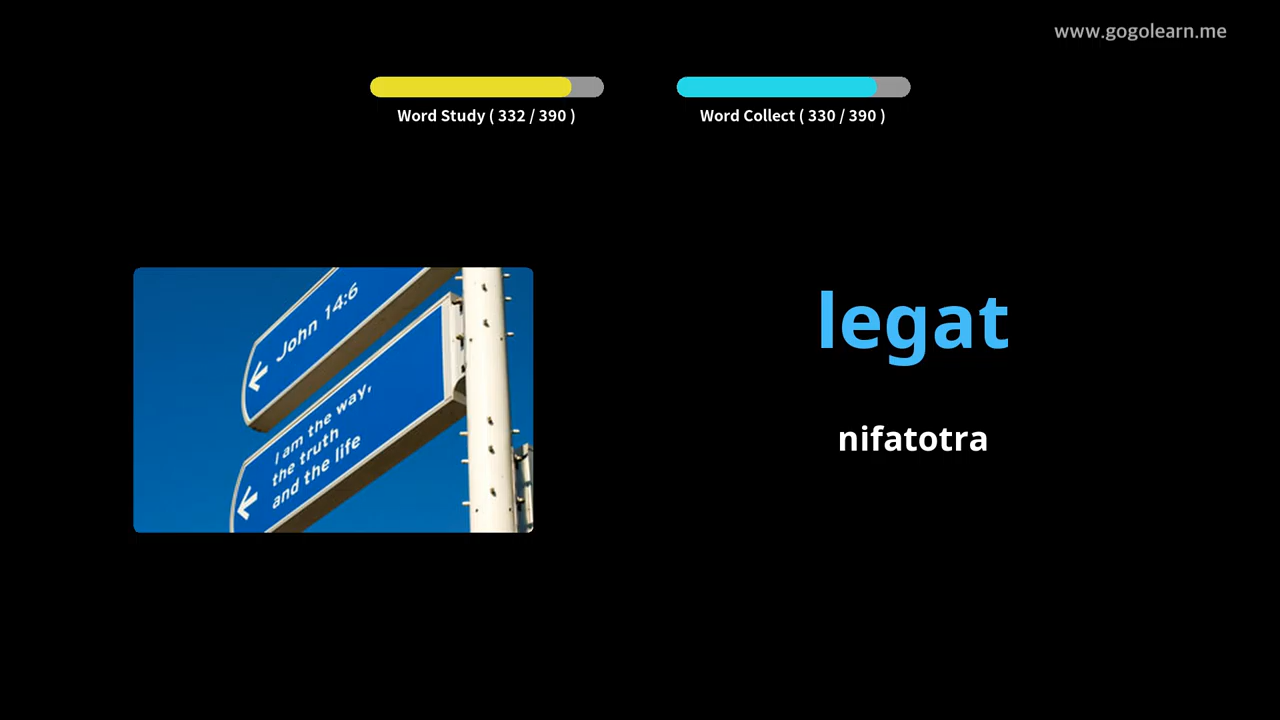 www.gogolearn.me
Word Study ( 332 / 390 )
Word Collect ( 330 / 390 )
John 14:6
I am the way,
the truth
and the life
legat
nifatotra